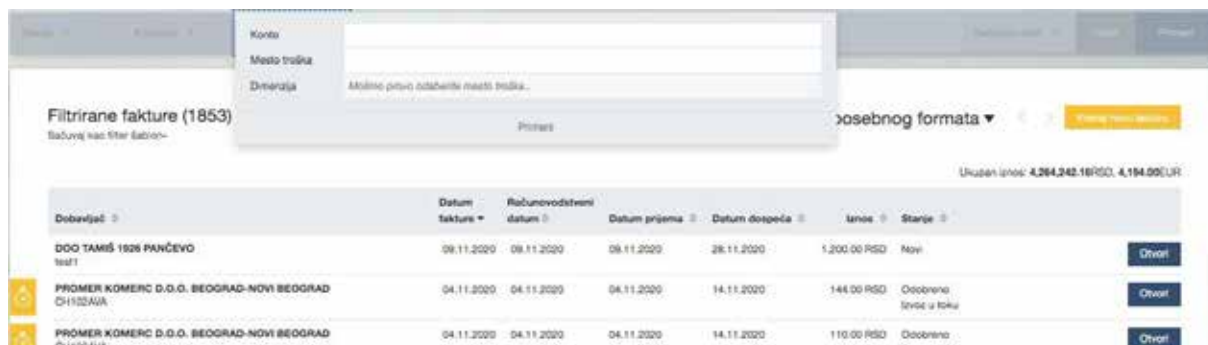 Konto
Mesto troška
Dimenzija Molimo prvo odaberite mesto troška..
Primeni
Filtrirane fakture (1853)
Sačuvaj kao filter šablon
posebnog formata
Ukupan iznos: 4,264,242.16RSD, 4,194.00EUR
Dobavljač Datum fakture Računovodstveni datum Datum prijema Datum dospeća Iznos Stanje
DOO TAMIŠ 1926 PANČEVO 09.11.2020 09.11.2020 09.11.2020 28.11.2020 1,200.00 RSD Novi Otvori
test1
PROMER KOMERC D.O.O. BEOGRAD-NOVI BEOGRAD 04.11.2020 04.11.2020 04.11.2020 14.11.2020 144.00 RSD Odobreno Otvori
CH102AVA Izvoz u toku
PROMER KOMERC D.O.O. BEOGRAD-NOVI BEOGRAD 04.11.2020 04.11.2020 04.11.2020 14.11.2020 110.00 RSD Odobreno Otvori